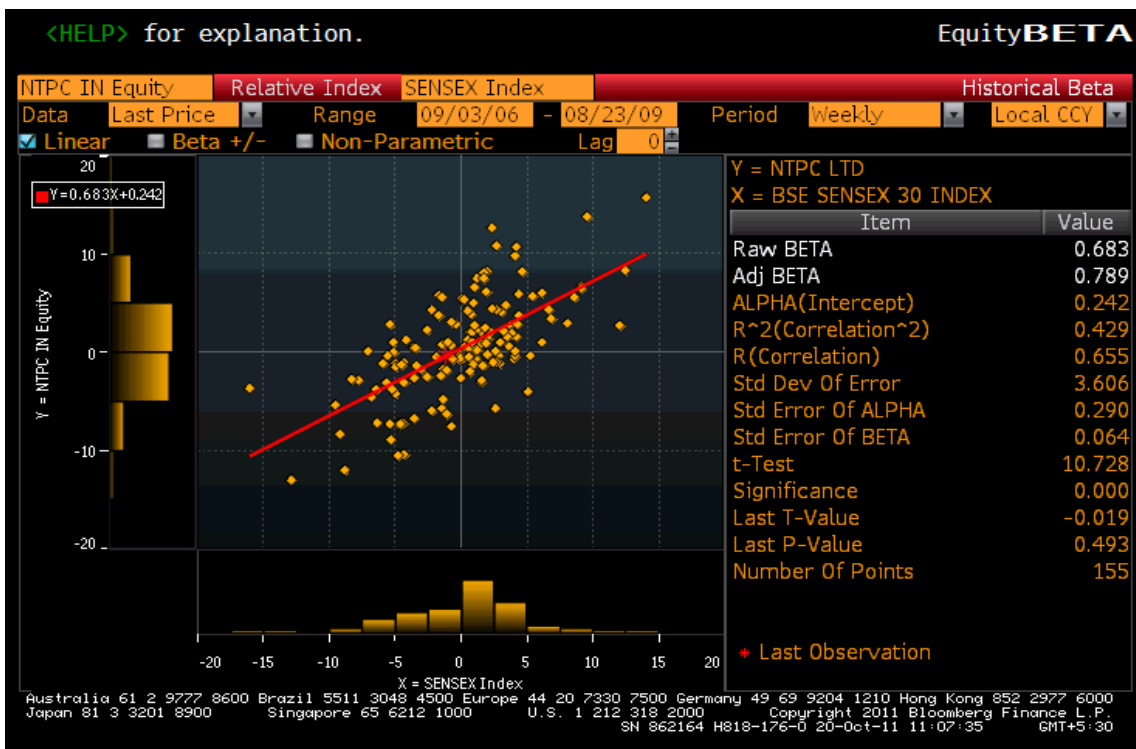 <HELP> for explanation. EquityBETA
NTPC IN Equity Relative Index SENSEX Index Historical Beta
Data Last Price Range 09/03/06 - 08/23/09 Period Weekly Local CCY
Linear Beta +/- Non-Parametric Lag 0
Y = NTPC LTD
X = BSE SENSEX 30 INDEX
Item Value
Raw BETA 0.683
Adj BETA 0.789
ALPHA(Intercept) 0.242
R^2(Correlation^2) 0.429
R(Correlation) 0.655
Std Dev Of Error 3.606
Std Error Of ALPHA 0.290
Std Error Of BETA 0.064
t-Test 10.728
Significance 0.000
Last T-Value -0.019
Last P-Value 0.493
Number Of Points 155
* Last Observation
20
Y=0.683X+0.242
10
0
-10
-20
Y = NTPC IN Equity
-20 -15 -10 -5 0 5 10 15 20
X = SENSEX Index
Australia 61 2 9777 8600 Brazil 5511 3048 4500 Europe 44 20 7330 7500 Germany 49 69 9204 1210 Hong Kong 852 2977 6000
Japan 81 3 3201 8900 Singapore 65 6212 1000 U.S. 1 212 318 2000 Copyright 2011 Bloomberg Finance L.P.
SN 862164 H818-176-0 20-Oct-11 11:07:35 GMT+5:30